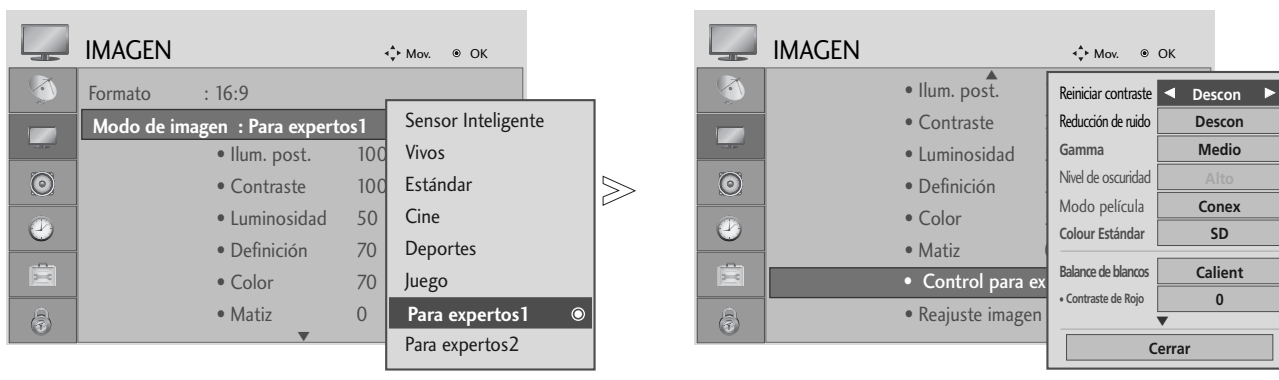 IMAGEN
Mov. OK
Formato : 16:9
Modo de imagen : Para expertos1
• Ilum. post. 100
• Contraste 100
• Luminosidad 50
• Definición 70
• Color 70
• Matiz 0
Sensor Inteligente
Vivos
Estándar
Cine
Deportes
Juego
Para expertos1
Para expertos2
IMAGEN
Mov. OK
• Ilum. post.
• Contraste
• Luminosidad
• Definición
• Color
• Matiz
• Control para ex
• Reajuste imagen
Reiniciar contraste ◀ Descon ▶
Reducción de ruido Descon
Gamma Medio
Nivel de oscuridad Alto
Modo película Conex
Colour Estándar SD
Balance de blancos Calient
• Contraste de Rojo 0
Cerrar